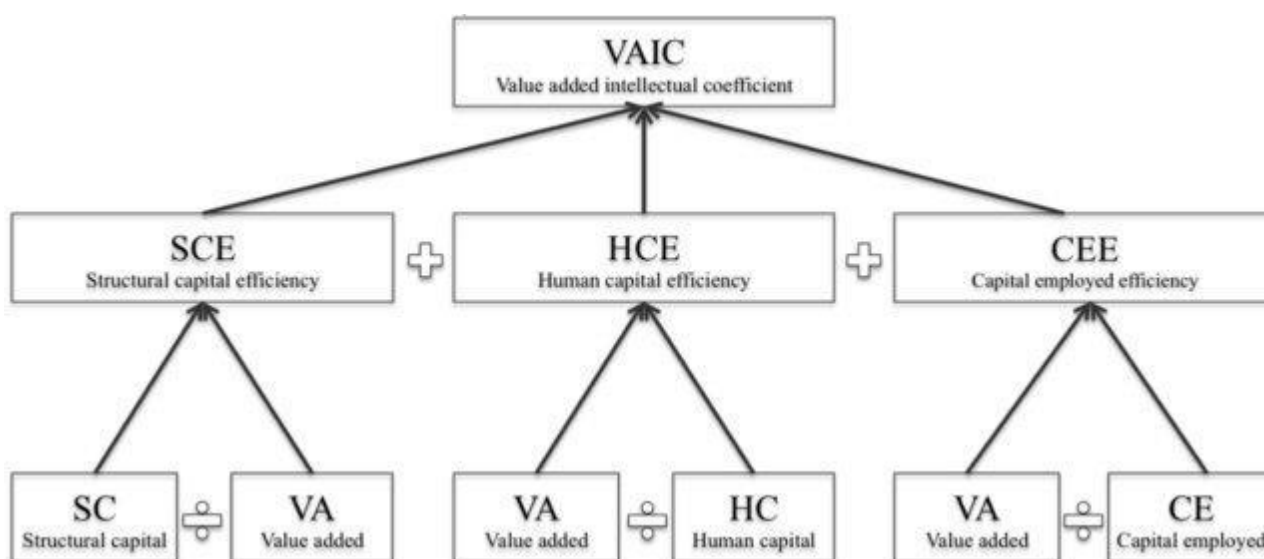 VAIC
Value added intellectual coefficient
SCE
Structural capital efficiency
HCE
Human capital efficiency
CEE
Capital employed efficiency
SC
Structural capital
VA
Value added
VA
Value added
HC
Human capital
VA
Value added
CE
Capital employed